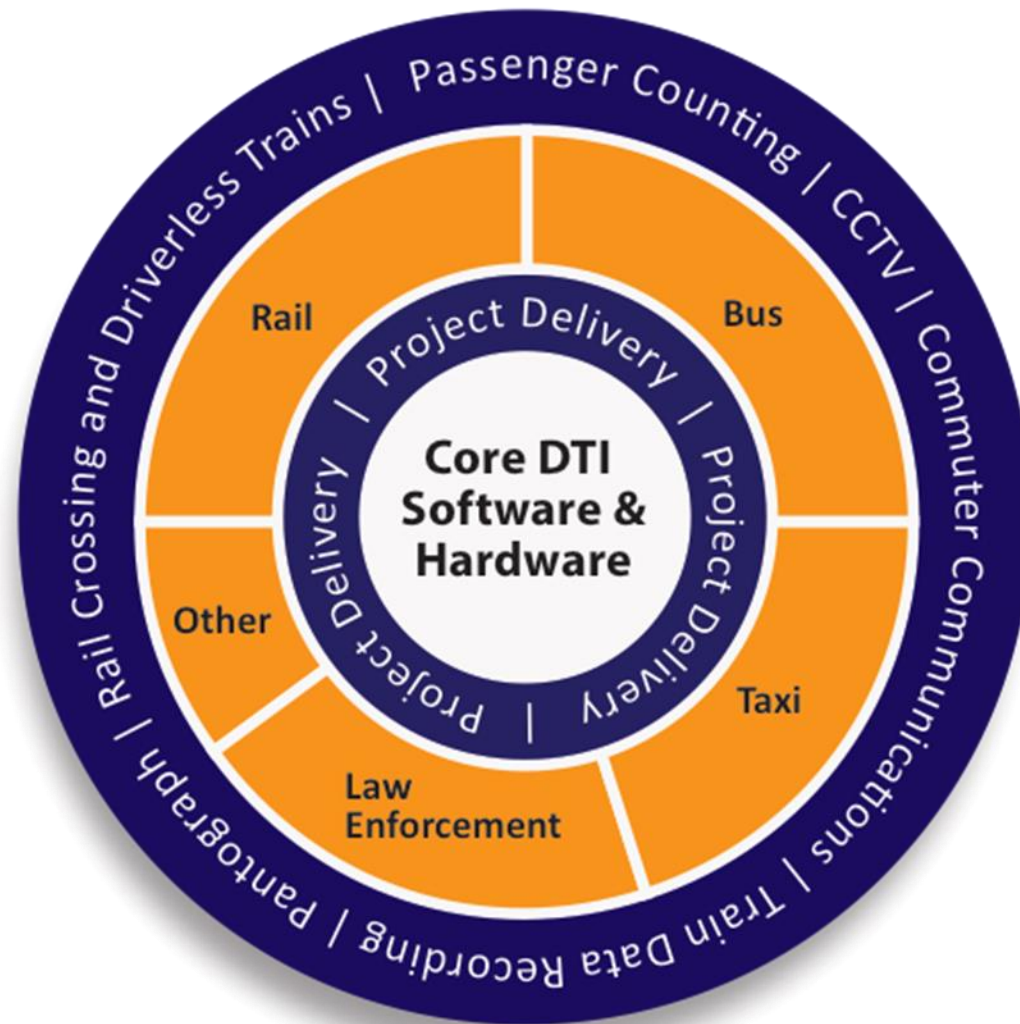 Passenger Counting | CCTV | Commuter Communications | Train Data Recording | Pantograph | Rail Crossing and Driverless Trains |
Rail
Bus
Taxi
Law
Enforcement
Other
Project Delivery | Project Delivery | Project Delivery |
Core DTI
Software &
Hardware